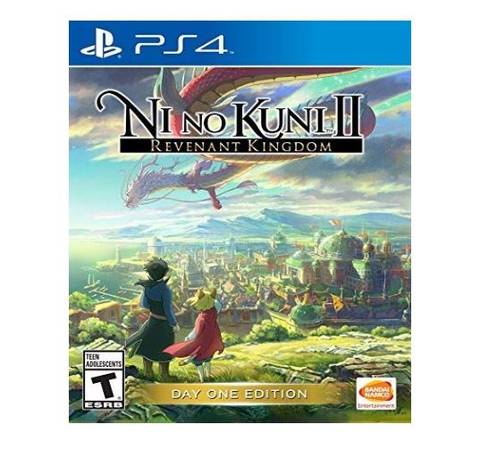 PS4
NI NO KUNI II
REVENANT KINGDOM
TEEN
ADOLESCENTS
T
ESRB
DAY ONE EDITION
BANDAI
NAMCO
Entertainment